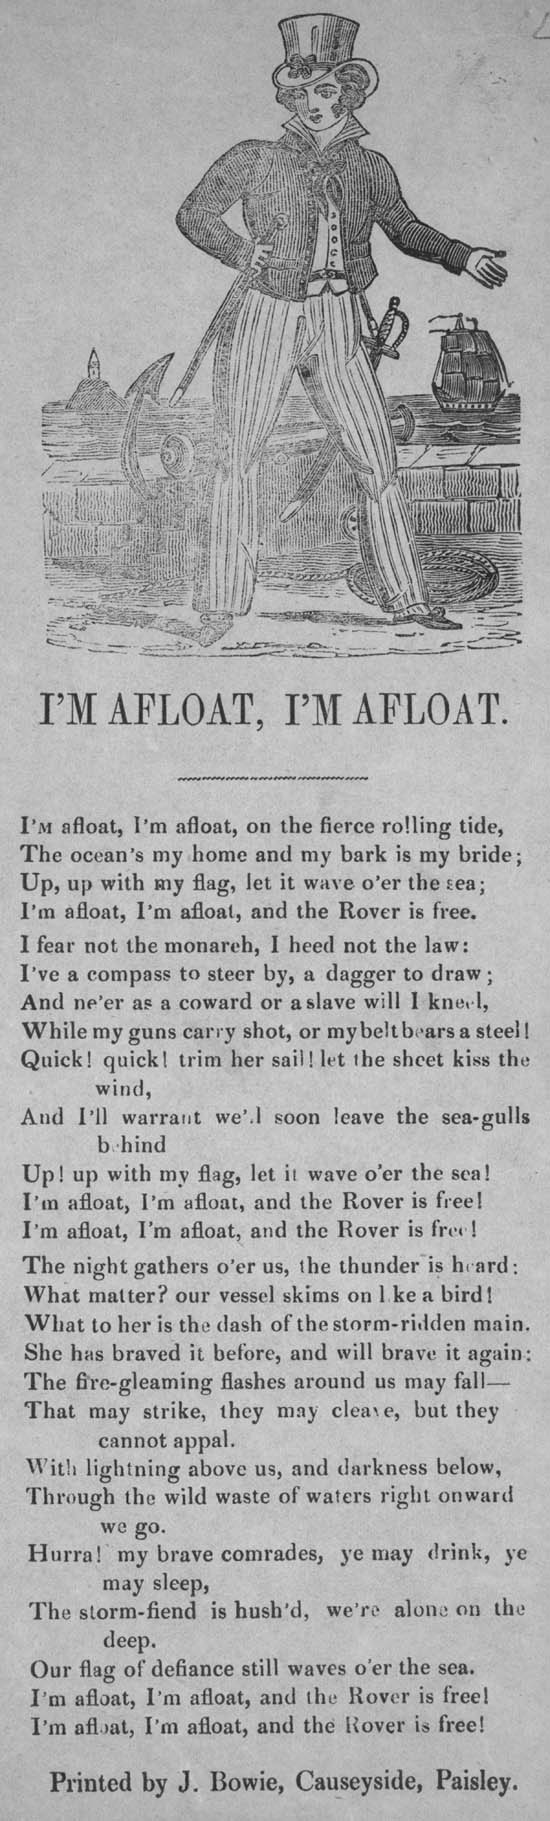 I'M AFLOAT, I'M AFLOAT.
I'M afloat, I'm afloat, on the fierce rolling tide,
The ocean's my home and my bark is my bride;
Up, up with my flag, let it wave o'er the sea;
I'm afloat, I'm afloat, and the Rover is free.
I fear not the monarch, I heed not the law:
I've a compass to steer by, a dagger to draw;
And ne'er as a coward or a slave will I kneel,
While my guns carry shot, or my belt bears a steel!
Quick! quick! trim her sail! let the sheet kiss the
wind,
And I'll warrant we'll soon leave the sea-gulls
behind
Up! up with my flag, let it wave o'er the sea!
I'm afloat, I'm afloat, and the Rover is free!
I'm afloat, I'm afloat, and the Rover is free!
The night gathers o'er us, the thunder is heard:
What matter? our vessel skims on like a bird!
What to her is the dash of the storm-ridden main.
She has braved it before, and will brave it again:
The fire-gleaming flashes around us may fall—
That may strike, they may cleave, but they
cannot appal.
With lightning above us, and darkness below,
Through the wild waste of waters right onward
we go.
Hurra! my brave comrades, ye may drink, ye
may sleep,
The storm-fiend is hush'd, we're alone on the
deep.
Our flag of defiance still waves o'er the sea.
I'm afloat, I'm afloat, and the Rover is free!
I'm afloat, I'm afloat, and the Rover is free!
Printed by J. Bowie, Causeyside, Paisley.